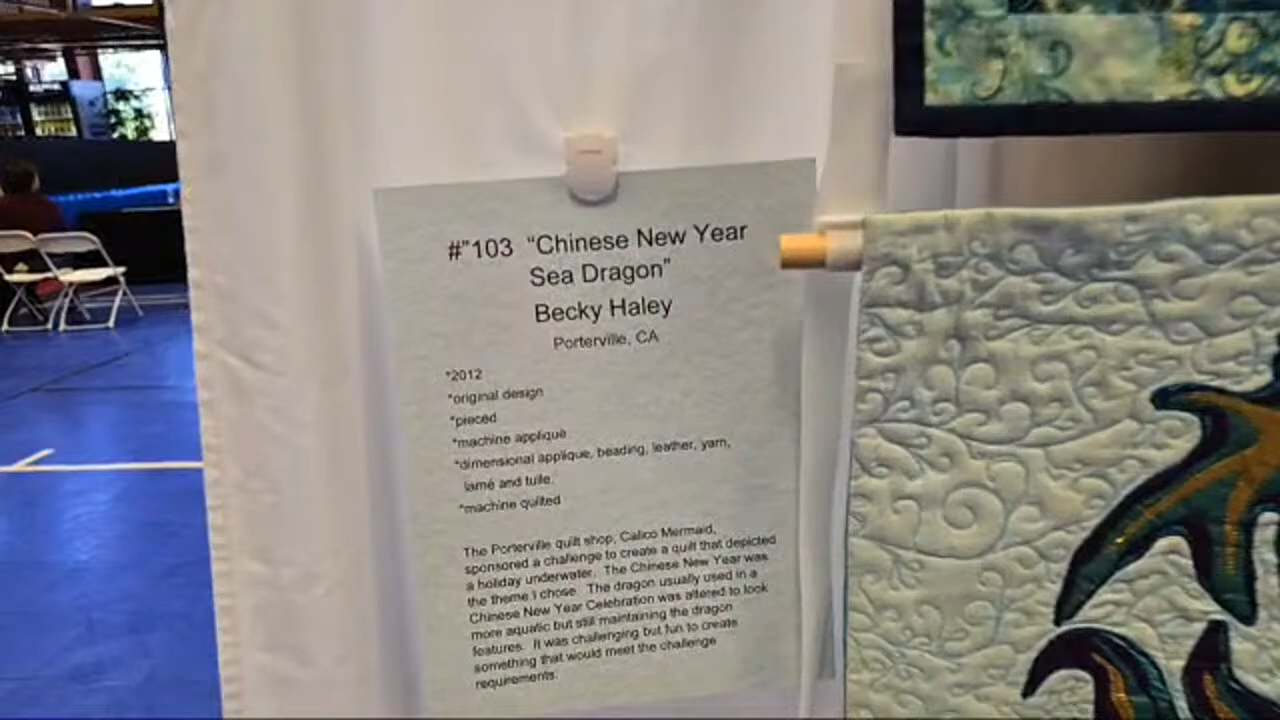 #"103 “Chinese New Year
Sea Dragon”
Becky Haley
Porterville, CA
*2012
*original design
*pieced
*machine appliqué
*dimensional applique, beading, leather, yarn,
lamé and tulle.
*machine quilted
The Porterville quilt shop, Calico Mermaid,
sponsored a challenge to create a quilt that depicted
a holiday underwater. The Chinese New Year was
the theme I chose. The dragon usually used in a
Chinese New Year Celebration was altered to look
more aquatic but still maintaining the dragon
features. It was challenging but fun to create
something that would meet the challenge
requirements.